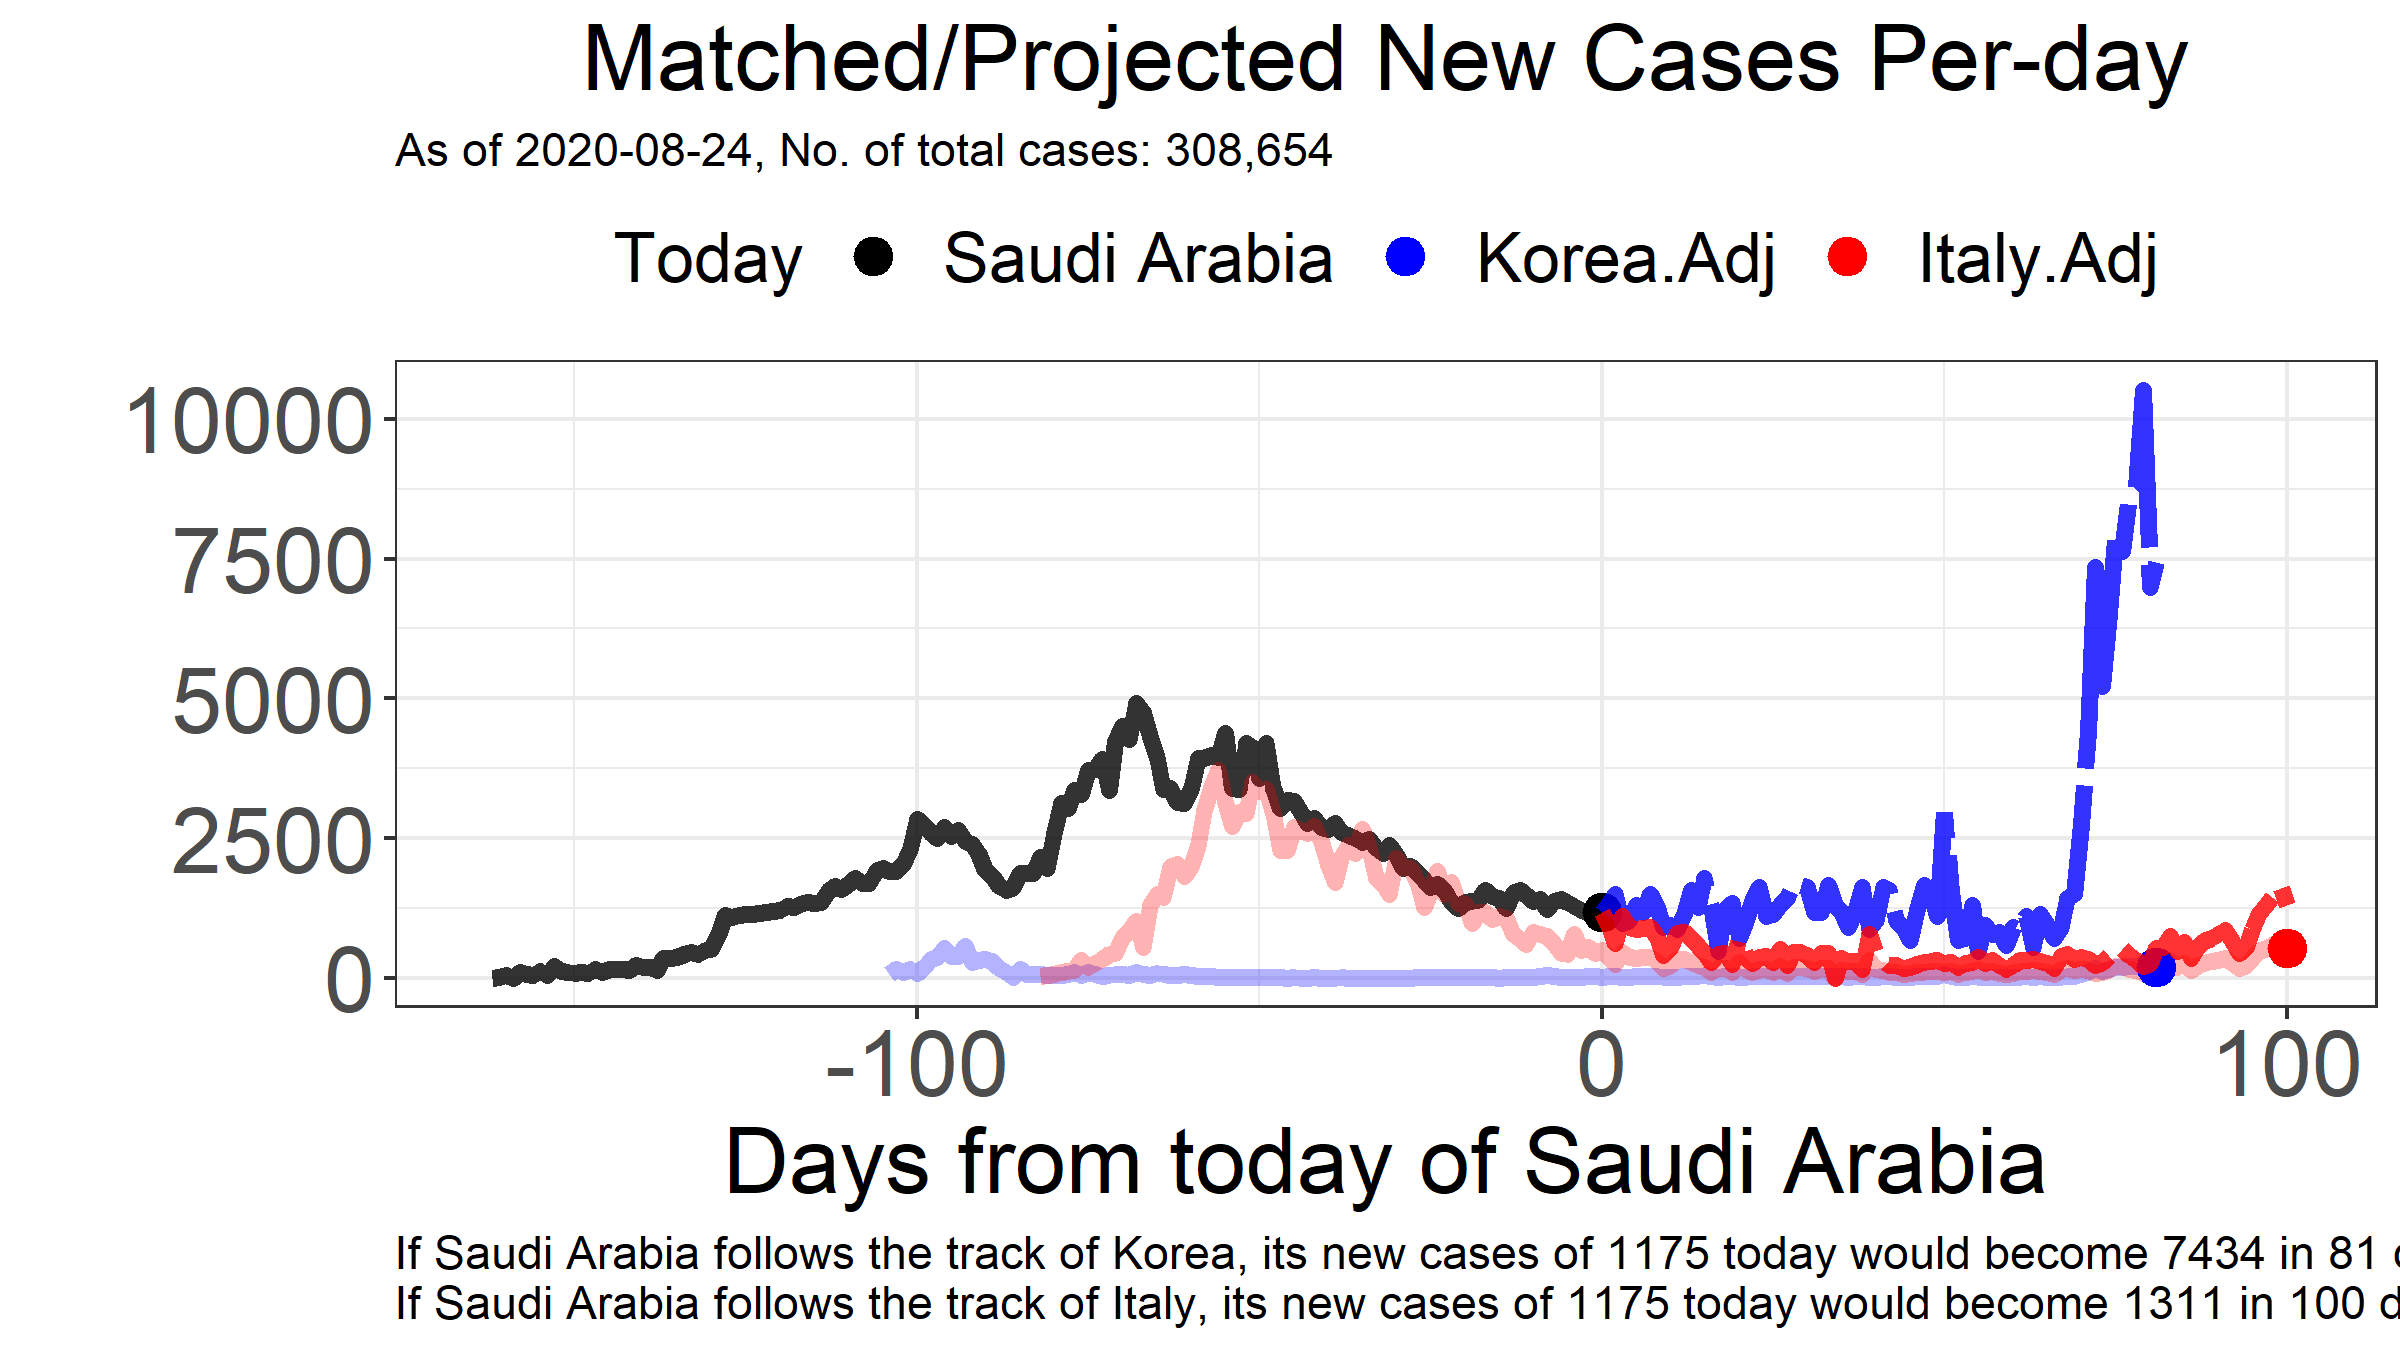 Matched/Projected New Cases Per-day
As of 2020-08-24, No. of total cases: 308,654
Today Saudi Arabia Korea.Adj Italy.Adj
10000
7500
5000
2500
0
-100 0 100
Days from today of Saudi Arabia
If Saudi Arabia follows the track of Korea, its new cases of 1175 today would become 7434 in 81
If Saudi Arabia follows the track of Italy, its new cases of 1175 today would become 1311 in 100